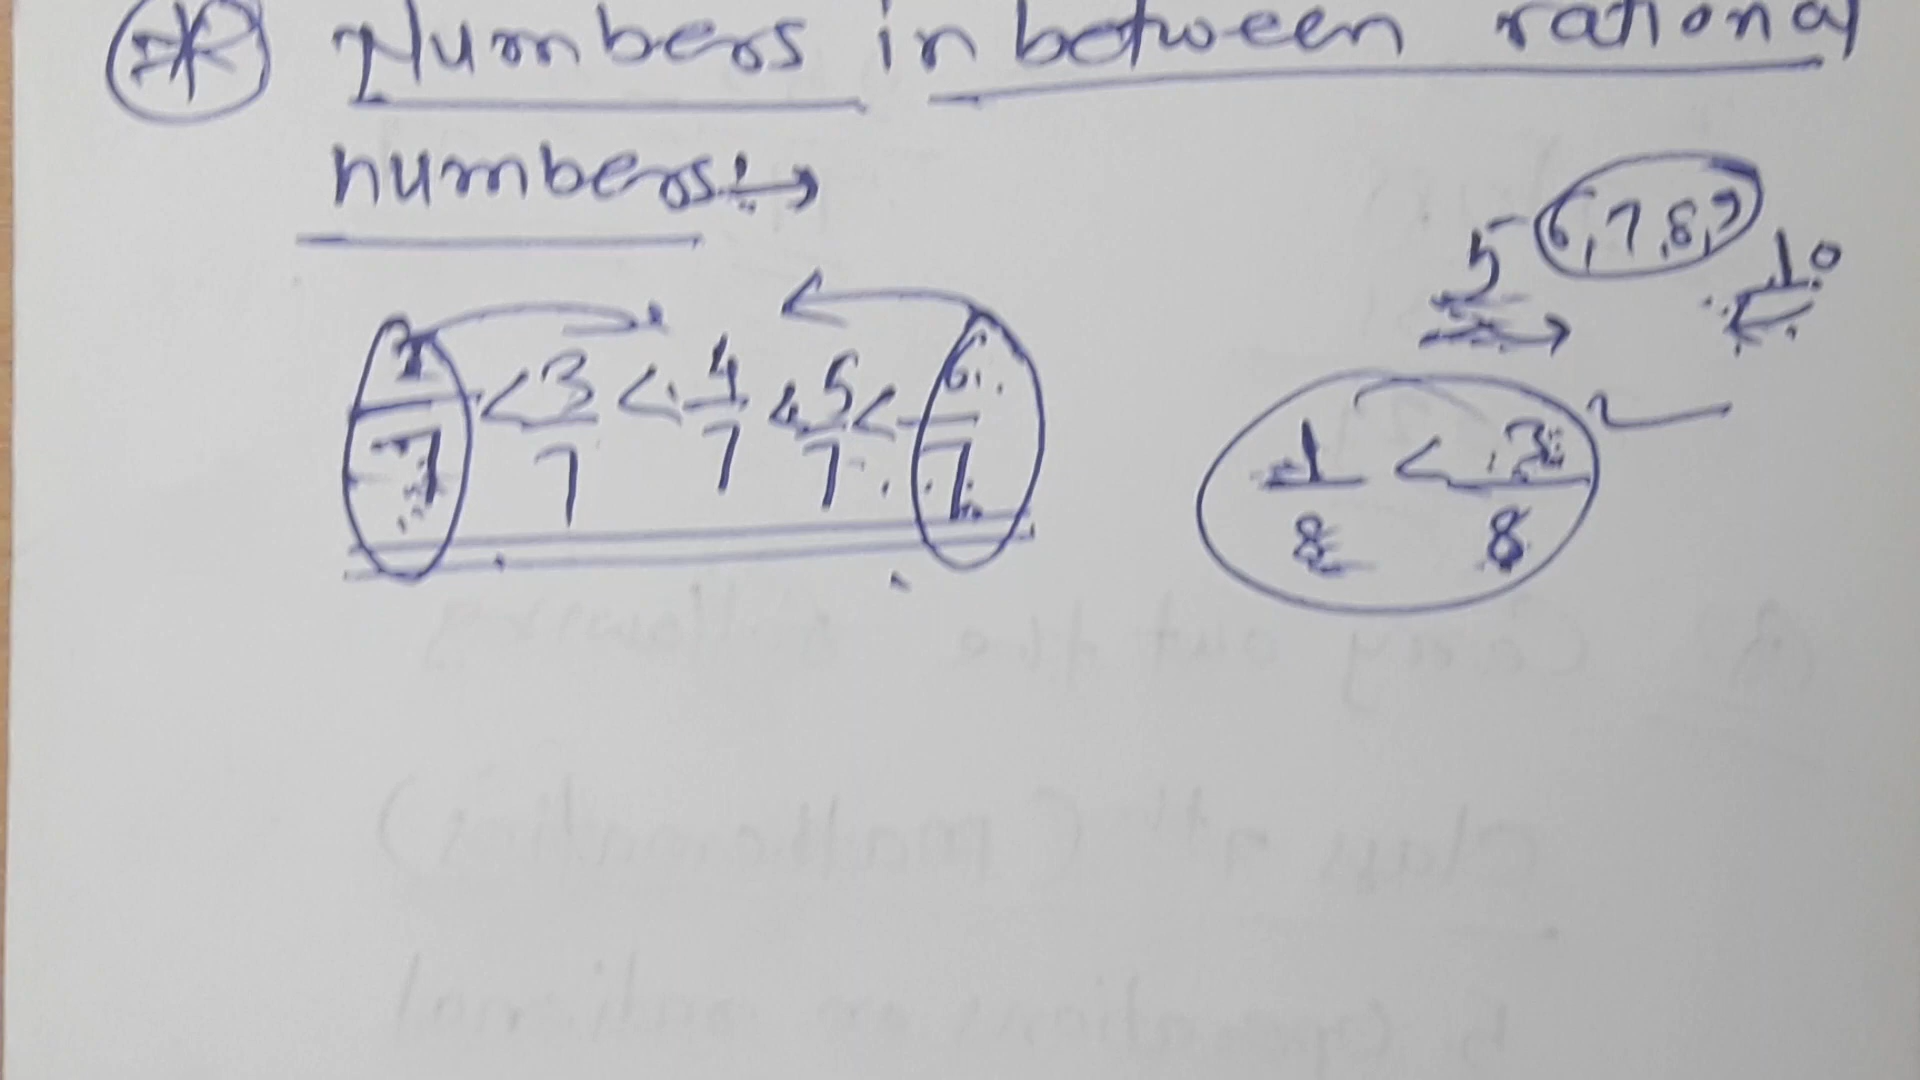 * Numbers in between rational
numbers:→
5 6,7,8,9 10
2/7 < 3/7 < 4/7 < 5/7 < 6/7
1/8 < 3/8